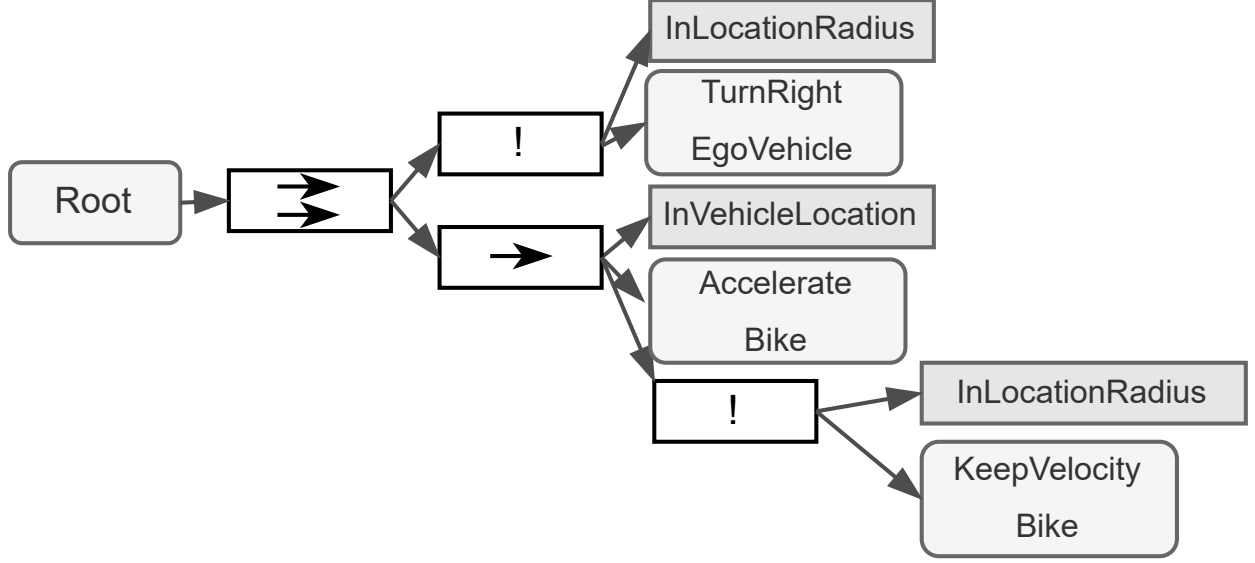 InLocationRadius
TurnRight
EgoVehicle
!
Root
InVehicleLocation
Accelerate
Bike
!
InLocationRadius
KeepVelocity
Bike